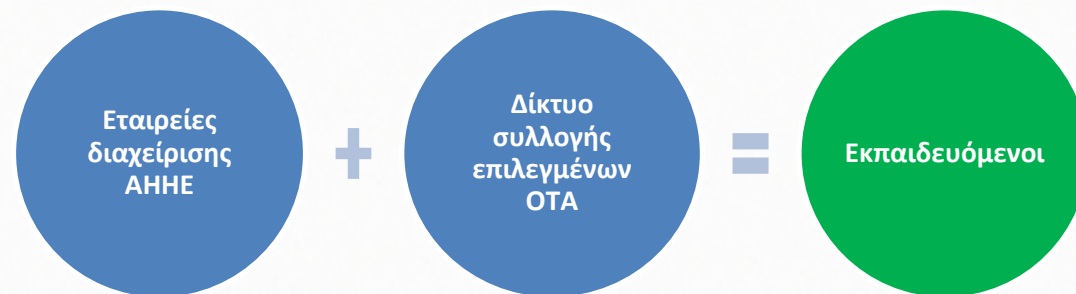 Εταιρείες
διαχείρισης
ΑΗΗΕ
+
Δίκτυο
συλλογής
επιλεγμένων
ΟΤΑ
=
Εκπαιδευόμενοι